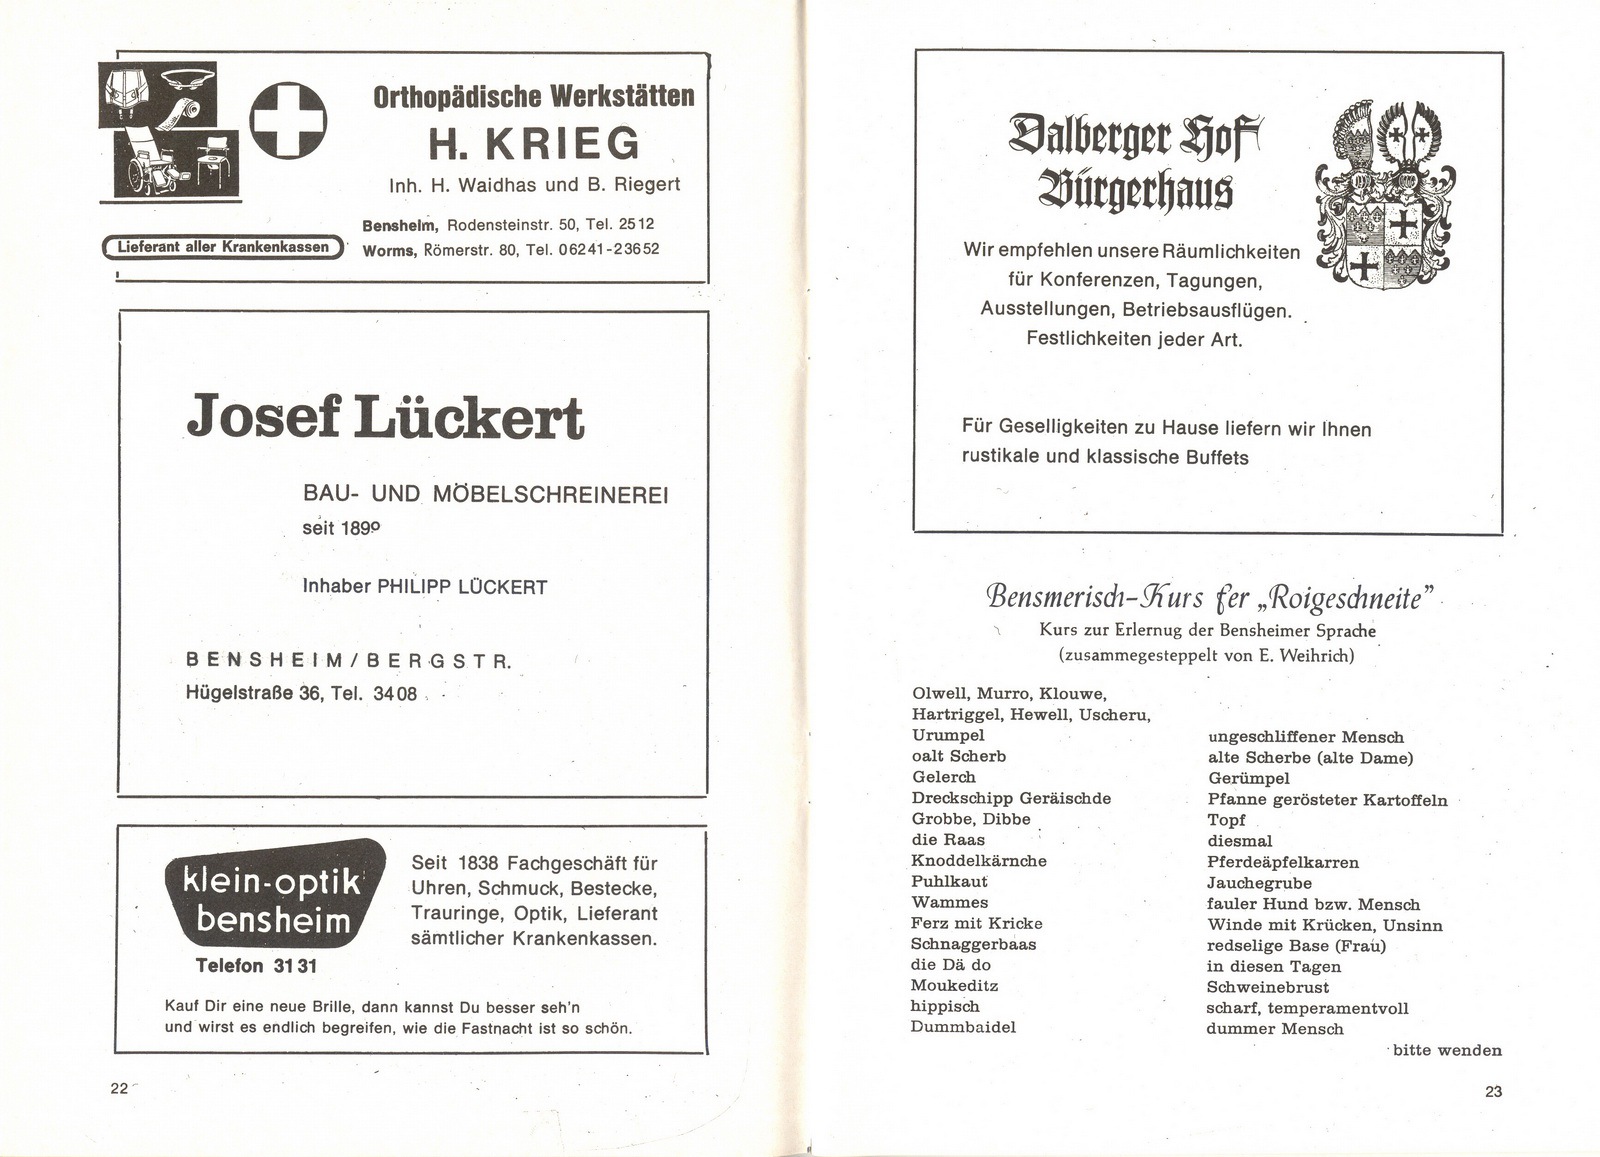 Orthopädische Werkstätten
H. KRIEG
Inh. H. Waidhas und B. Riegert
Bensheim, Rodensteinstr. 50, Tel. 2512
Lieferant aller Krankenkassen
Worms, Römerstr. 80, Tel. 06241-23652
Josef Lückert
BAU- UND MÖBELSCHREINEREI
seit 1890
Inhaber PHILIPP LÜCKERT
BENSHEIM/BERGSTR.
Hügelstraße 36, Tel. 3408
klein-optik
bensheim
Telefon 3131
Seit 1838 Fachgeschäft für
Uhren, Schmuck, Bestecke,
Trauringe, Optik, Lieferant
sämtlicher Krankenkassen.
Kauf Dir eine neue Brille, dann kannst Du besser seh'n
und wirst es endlich begreifen, wie die Fastnacht ist so schön.
22
Dalberger Hof
Bürgerhaus
Wir empfehlen unsere Räumlichkeiten
für Konferenzen, Tagungen,
Ausstellungen, Betriebsausflügen.
Festlichkeiten jeder Art.
Für Geselligkeiten zu Hause liefern wir Ihnen
rustikale und klassische Buffets
Bensmerisch-Kurs fer „Roigeschneite"
Kurs zur Erlernug der Bensheimer Sprache
(zusammegesteppelt von E. Weihrich)
Olwell, Murro, Klouwe,
Hartriggel, Hewell, Uscheru,
Urumpel ungeschliffener Mensch
oalt Scherb alte Scherbe (alte Dame)
Gelerch Gerümpel
Dreckschipp Geräischde Pfanne gerösteter Kartoffeln
Grobbe, Dibbe Topf
die Raas diesmal
Knoddelkärnche Pferdeäpfelkarren
Puhlkaut Jauchegrube
Wammes fauler Hund bzw. Mensch
Ferz mit Kricke Winde mit Krücken, Unsinn
Schnaggerbaas redselige Base (Frau)
die Dä do in diesen Tagen
Moukeditz Schweinebrust
hippisch scharf, temperamentvoll
Dummbaidel dummer Mensch
bitte wenden
23